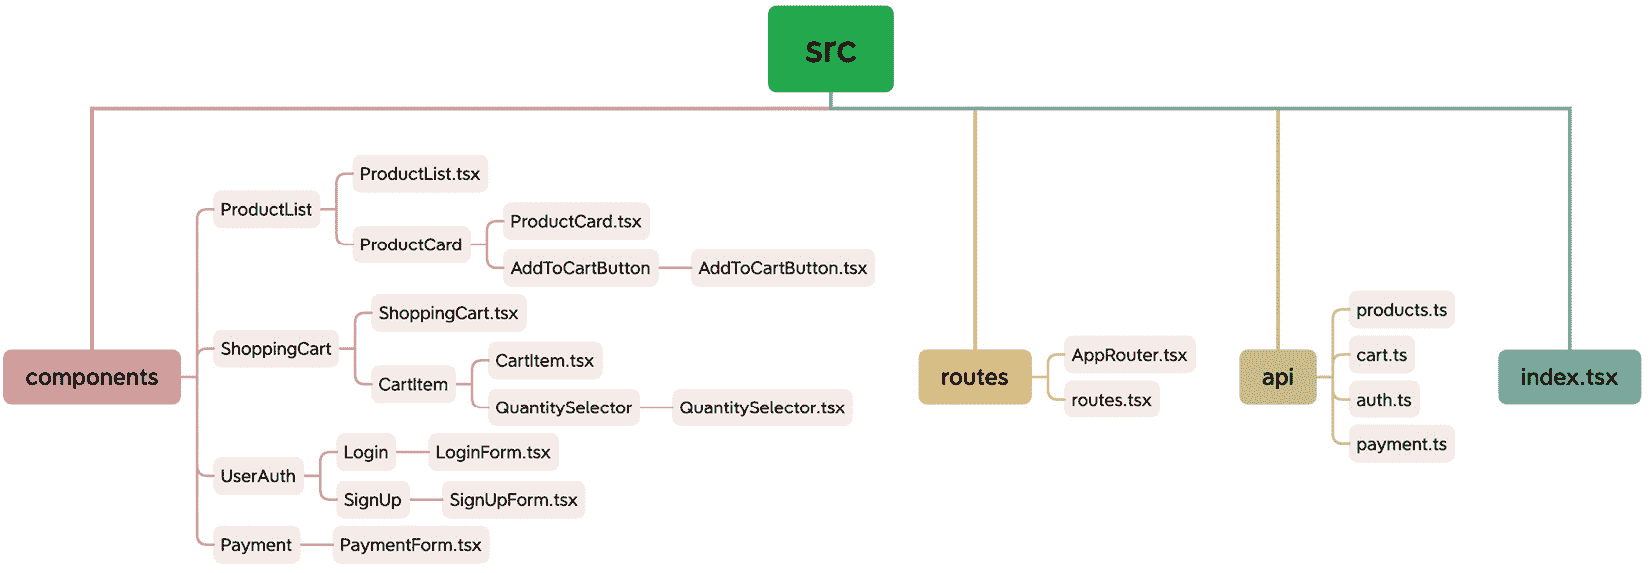 src
components
ProductList
ProductList.tsx
ProductCard
ProductCard.tsx
AddToCartButton
AddToCartButton.tsx
ShoppingCart
ShoppingCart.tsx
CartItem
CartItem.tsx
QuantitySelector
QuantitySelector.tsx
UserAuth
Login
LoginForm.tsx
SignUp
SignUpForm.tsx
Payment
PaymentForm.tsx
routes
AppRouter.tsx
routes.tsx
api
products.ts
cart.ts
auth.ts
payment.ts
index.tsx